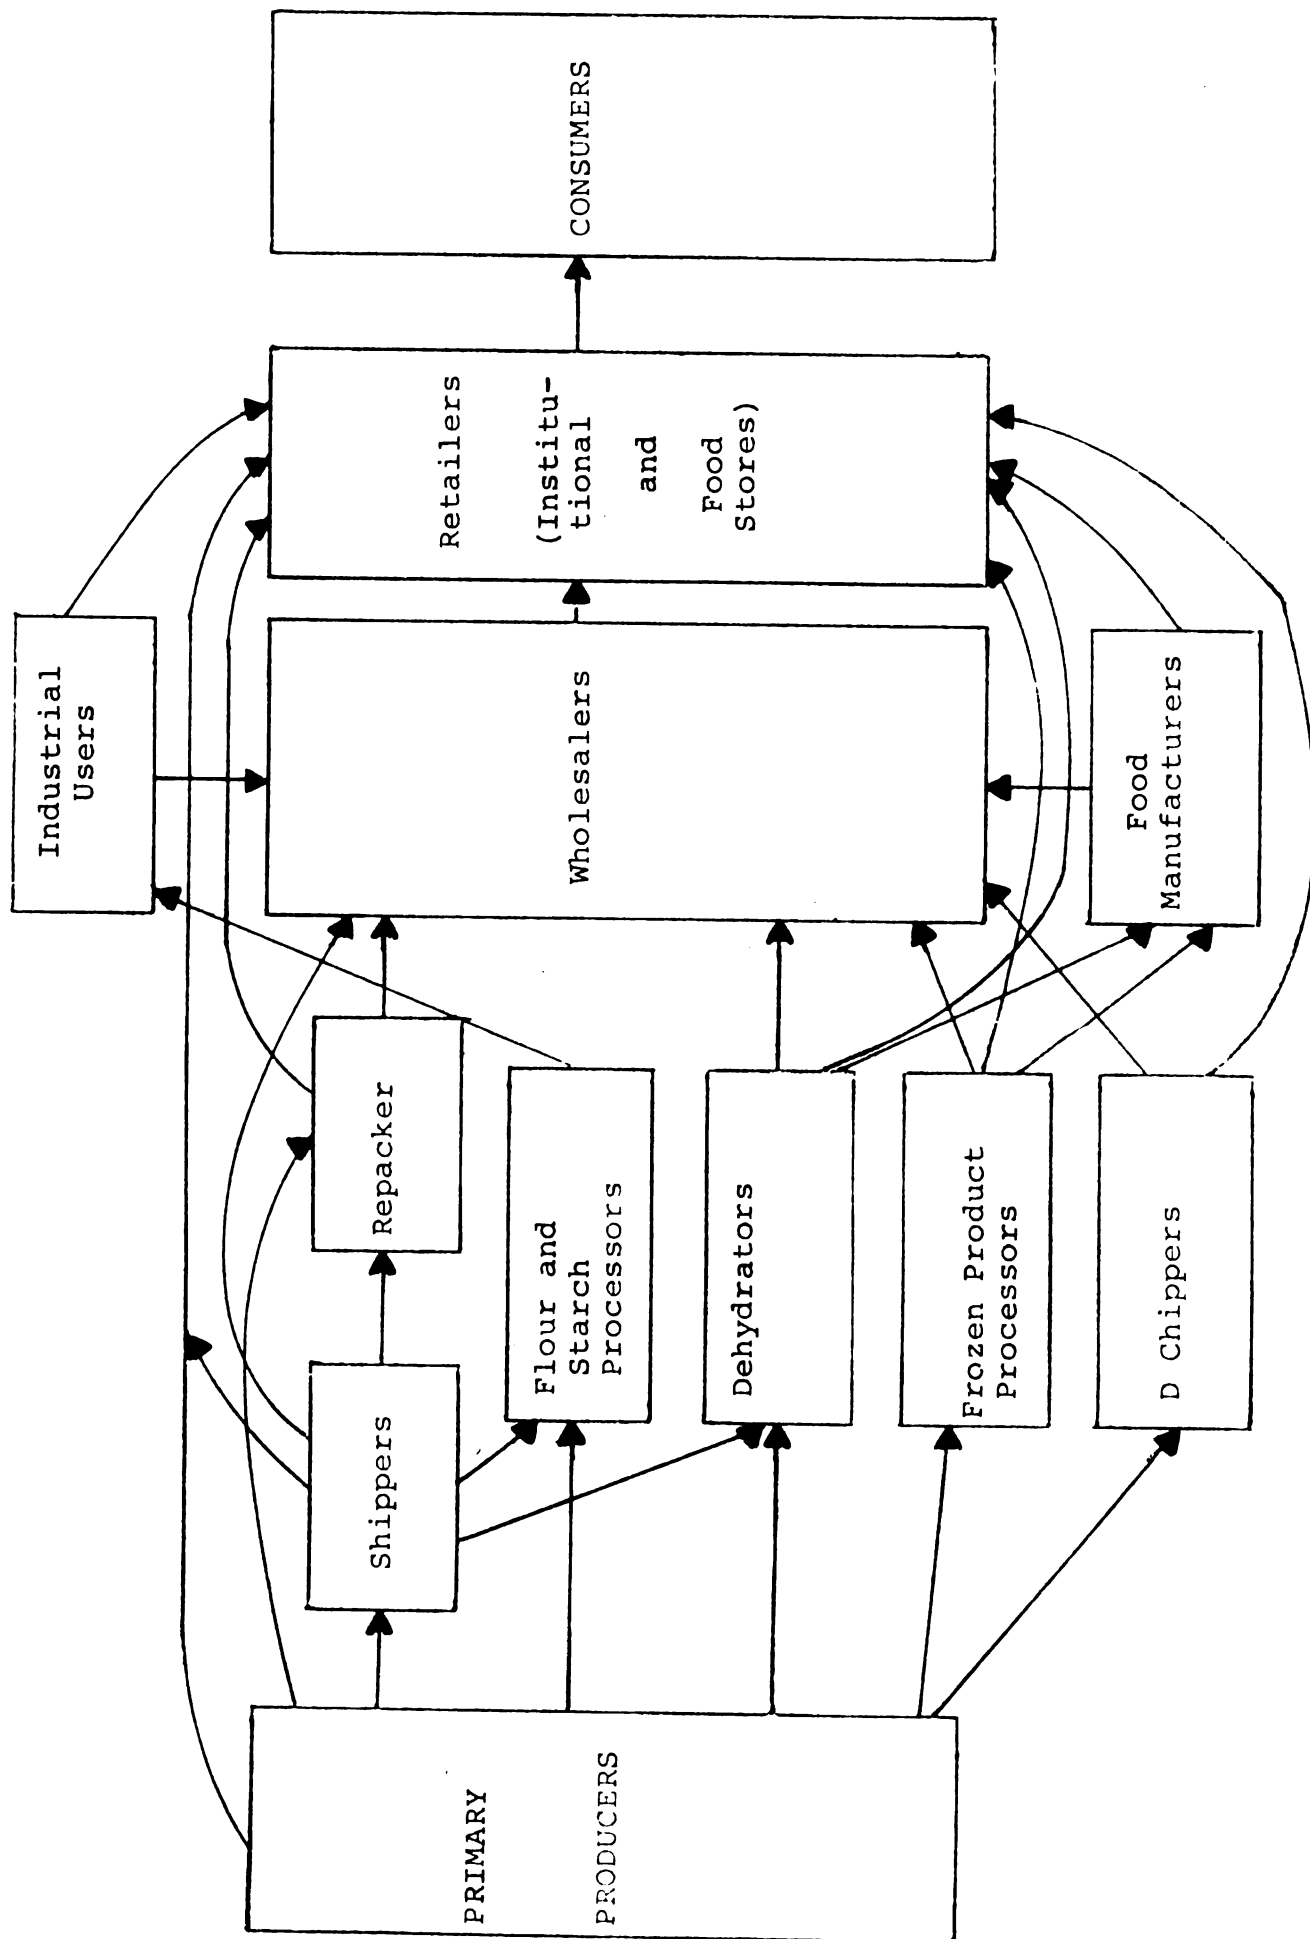 PRIMARY
PRODUCERS
Shippers
Repacker
Flour and
Starch
Processors
Dehydrators
Frozen Product
Processors
D Chippers
Industrial
Users
Wholesalers
Food
Manufacturers
Retailers
(Institu-
tional
and
Food
Stores)
CONSUMERS